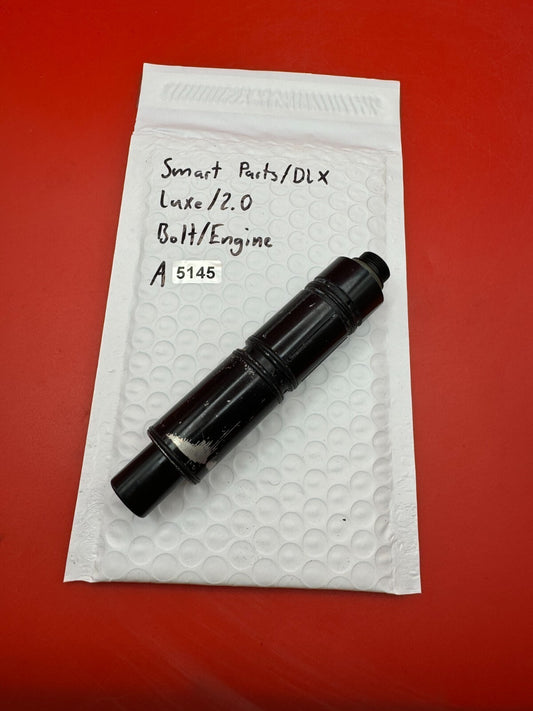 Smart Parts/DLX
Luxe/2.0
Bolt/Engine
A 5145